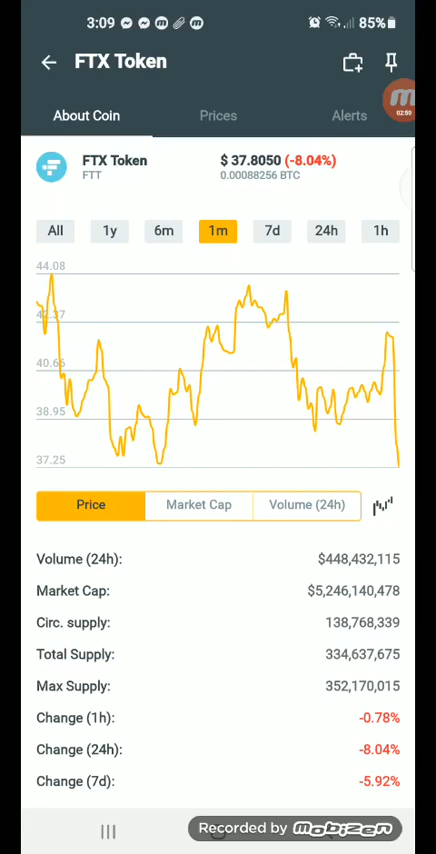 3:09
85%
FTX Token
02:50
About Coin Prices Alerts
FTX Token $ 37.8050 (-8.04%)
FTT 0.00088256 BTC
All 1y 6m 1m 7d 24h 1h
44.08
42.37
40.66
38.95
37.25
Price Market Cap Volume (24h)
Volume (24h): $448,432,115
Market Cap: $5,246,140,478
Circ. supply: 138,768,339
Total Supply: 334,637,675
Max Supply: 352,170,015
Change (1h): -0.78%
Change (24h): -8.04%
Change (7d): -5.92%
Recorded by mobizen